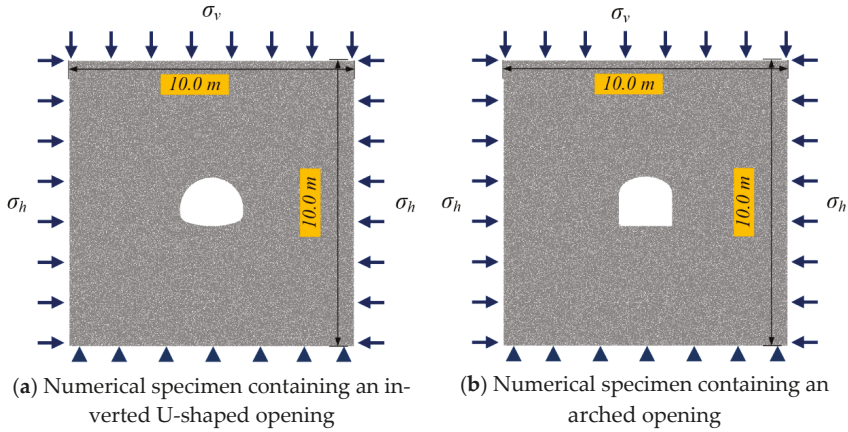 σv
σv
10.0 m
10.0 m
10.0 m
10.0 m
σh
σh
σh
(a) Numerical specimen containing an in-
verted U-shaped opening
(b) Numerical specimen containing an
arched opening